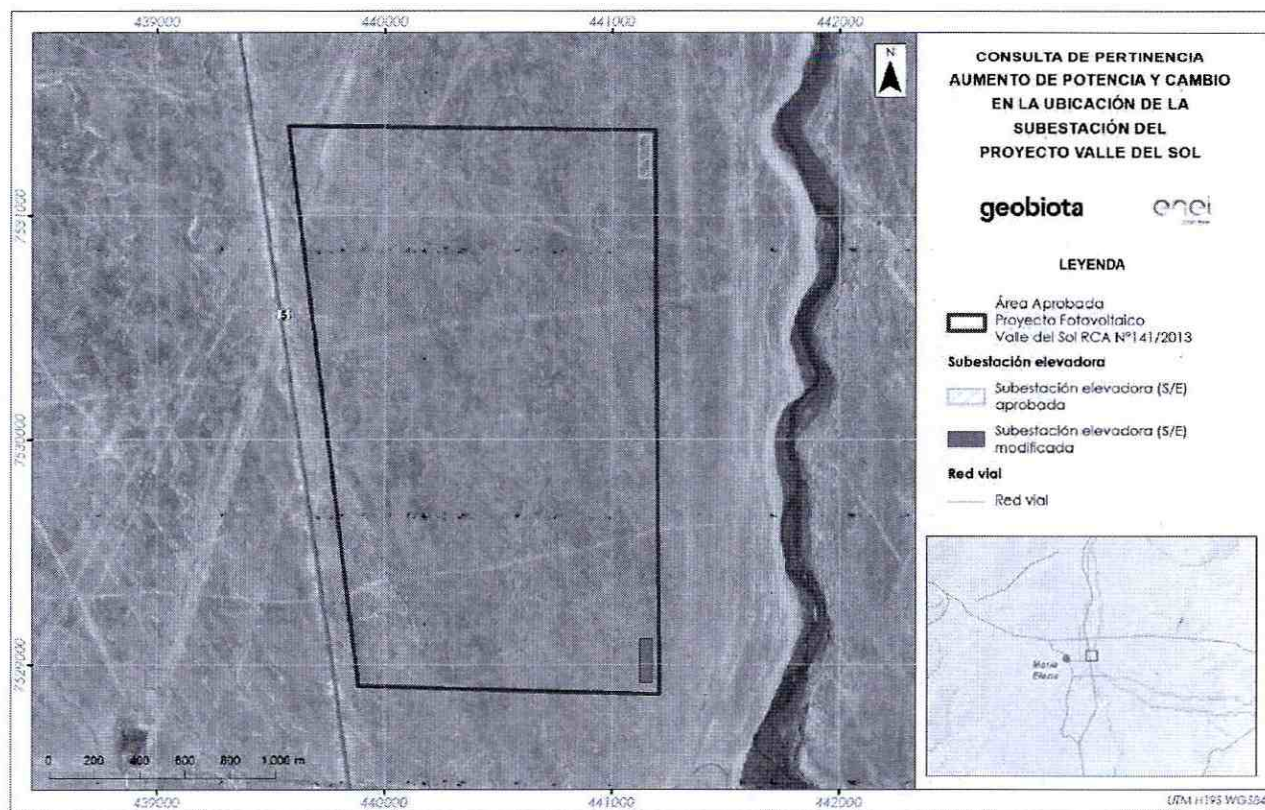 439000 440000 441000 442000
N
7531000
5
7530000
7529000
0 200 400 600 800 1.000 m
439000 440000 441000 442000
CONSULTA DE PERTINENCIA
AUMENTO DE POTENCIA Y CAMBIO
EN LA UBICACIÓN DE LA
SUBESTACIÓN DEL
PROYECTO VALLE DEL SOL
geobiota enel
LEYENDA
Área Aprobada
Proyecto Fotovoltaico
Valle del Sol RCA N°141/2013
Subestación elevadora
Subestación elevadora (S/E)
aprobada
Subestación elevadora (S/E)
modificada
Red vial
Red vial
María
Elena
UTM H19S WGS84